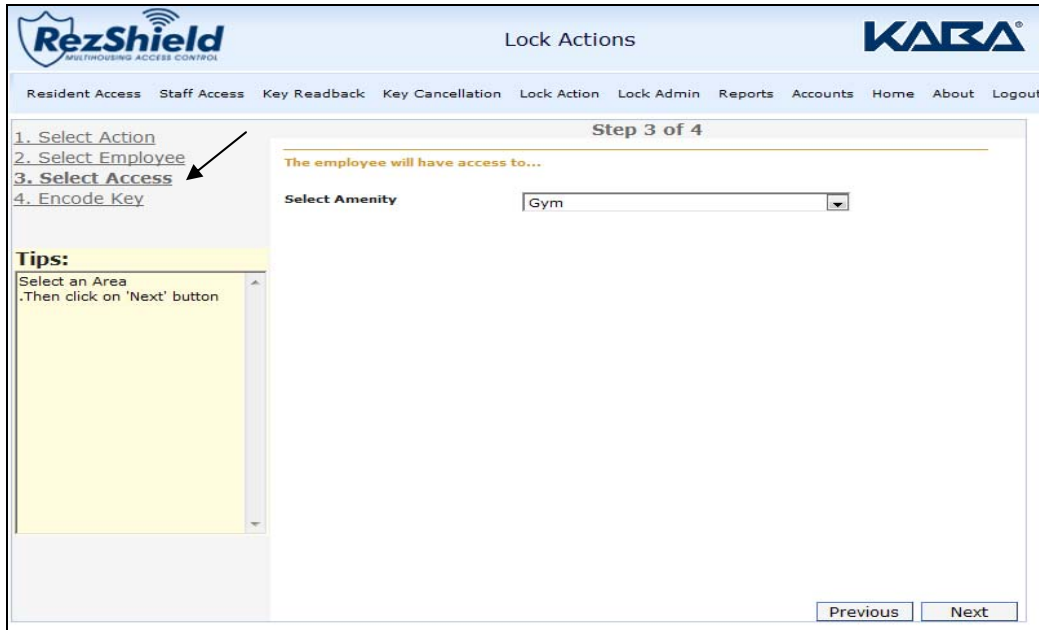 RezShield
MULTIHOUSING ACCESS CONTROL
Lock Actions
KABA®
Resident Access Staff Access Key Readback Key Cancellation Lock Action Lock Admin Reports Accounts Home About Logout
1. Select Action
2. Select Employee
3. Select Access
4. Encode Key
Tips:
Select an Area
.Then click on 'Next' button
Step 3 of 4
The employee will have access to...
Select Amenity Gym
Previous Next